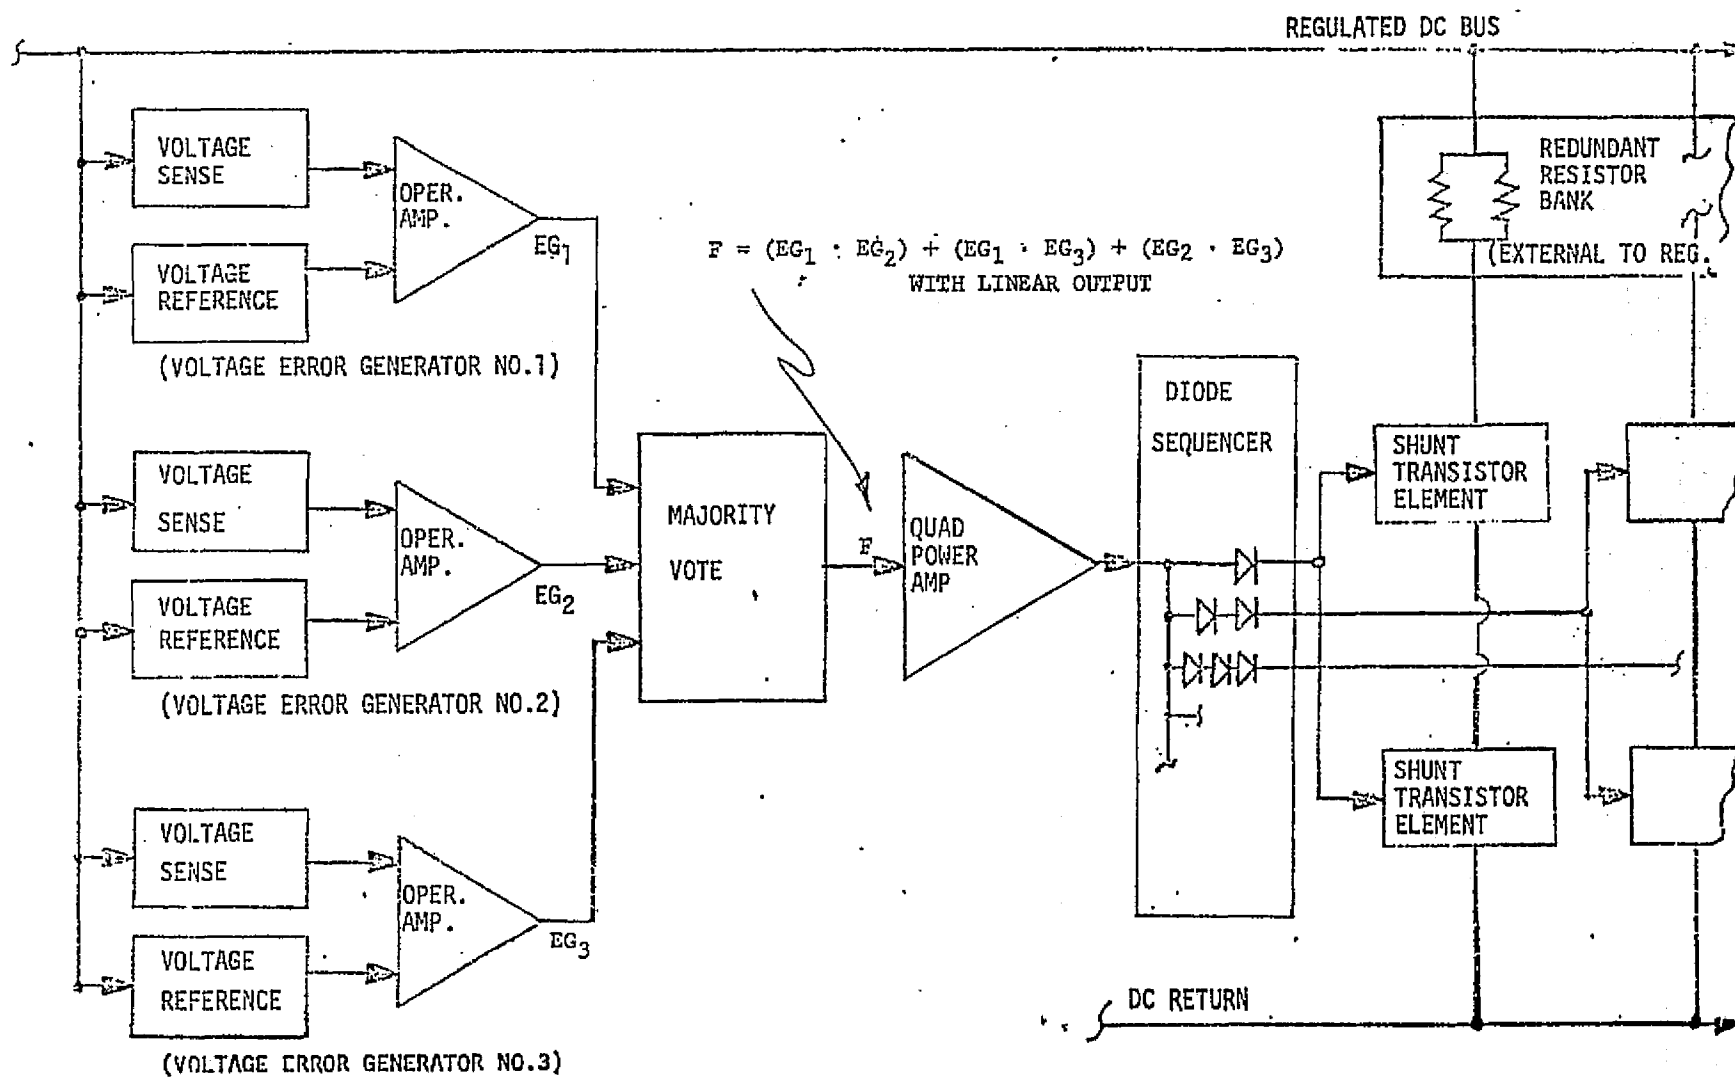 REGULATED DC BUS
VOLTAGE
SENSE
OPER.
AMP.
EG1
VOLTAGE
REFERENCE
(VOLTAGE ERROR GENERATOR NO.1)
F = (EG1 · EG2) + (EG1 · EG3) + (EG2 · EG3)
WITH LINEAR OUTPUT
REDUNDANT
RESISTOR
BANK
(EXTERNAL TO REG.
VOLTAGE
SENSE
OPER.
AMP.
EG2
VOLTAGE
REFERENCE
(VOLTAGE ERROR GENERATOR NO.2)
MAJORITY
VOTE
F
QUAD
POWER
AMP
DIODE
SEQUENCER
SHUNT
TRANSISTOR
ELEMENT
SHUNT
TRANSISTOR
ELEMENT
VOLTAGE
SENSE
OPER.
AMP.
EG3
VOLTAGE
REFERENCE
(VOLTAGE ERROR GENERATOR NO.3)
DC RETURN